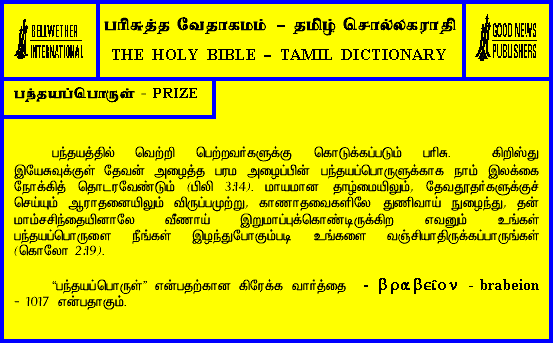 BELLWETHER
INTERNATIONAL
பரிசுத்த வேதாகமம் – தமிழ் சொல்லகராதி
THE HOLY BIBLE – TAMIL DICTIONARY
GOOD NEWS
PUBLISHERS
பந்தயப்பொருள் - PRIZE
பந்தயத்தில் வெற்றி பெற்றவர்களுக்கு கொடுக்கப்படும் பரிசு. கிறிஸ்து
இயேசுவுக்குள் தேவன் அழைத்த பரம அழைப்பின் பந்தயப்பொருளுக்காக நாம் இலக்கை
நோக்கித் தொடரவேண்டும் (பிலி 3:14). மாயமான தாழ்மையிலும், தேவதூதர்களுக்குச்
செய்யும் ஆராதனையிலும் விருப்பமுற்று, காணாதவைகளிலே துணிவாய் நுழைந்து, தன்
மாம்சசிந்தையினாலே வீணாய் இறுமாப்புக்கொண்டிருக்கிற எவனும் உங்கள்
பந்தயப்பொருளை நீங்கள் இழந்துபோகும்படி உங்களை வஞ்சியாதிருக்கப்பாருங்கள்
(கொலோ 2:19).
“பந்தயப்பொருள்” என்பதற்கான கிரேக்க வார்த்தை - βραβεῖον - brabeion
- 1017 என்பதாகும்.